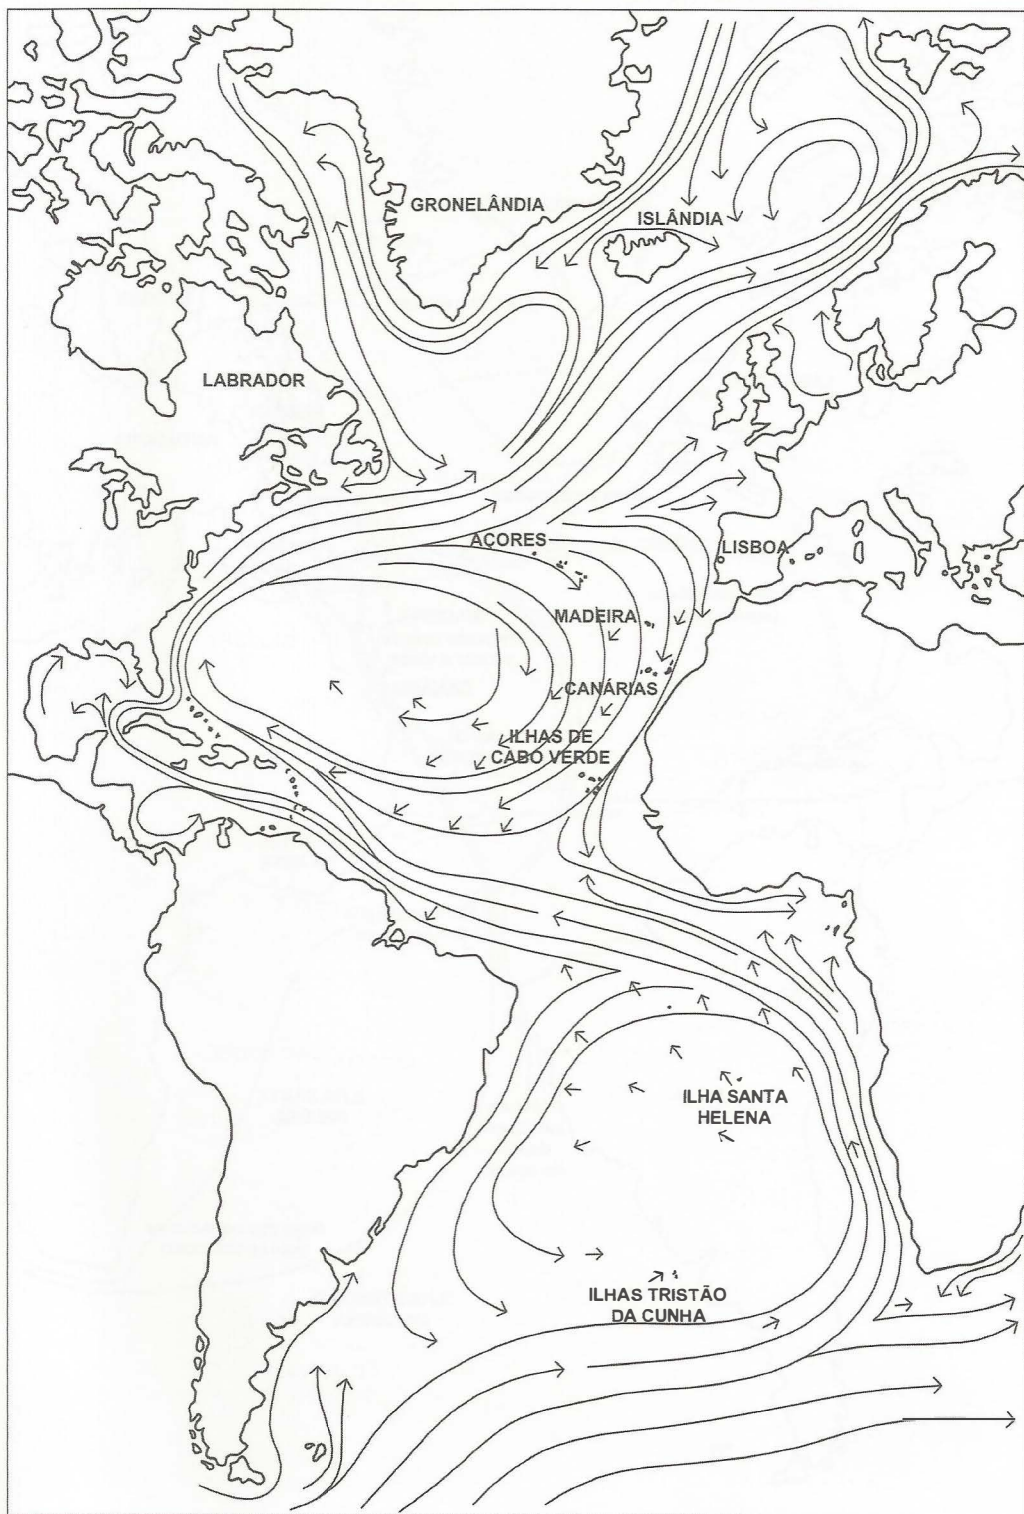 GRONELÂNDIA
ISLÂNDIA
LABRADOR
AÇORES
LISBOA
MADEIRA
CANÁRIAS
ILHAS DE
CABO VERDE
ILHA SANTA
HELENA
ILHAS TRISTÃO
DA CUNHA